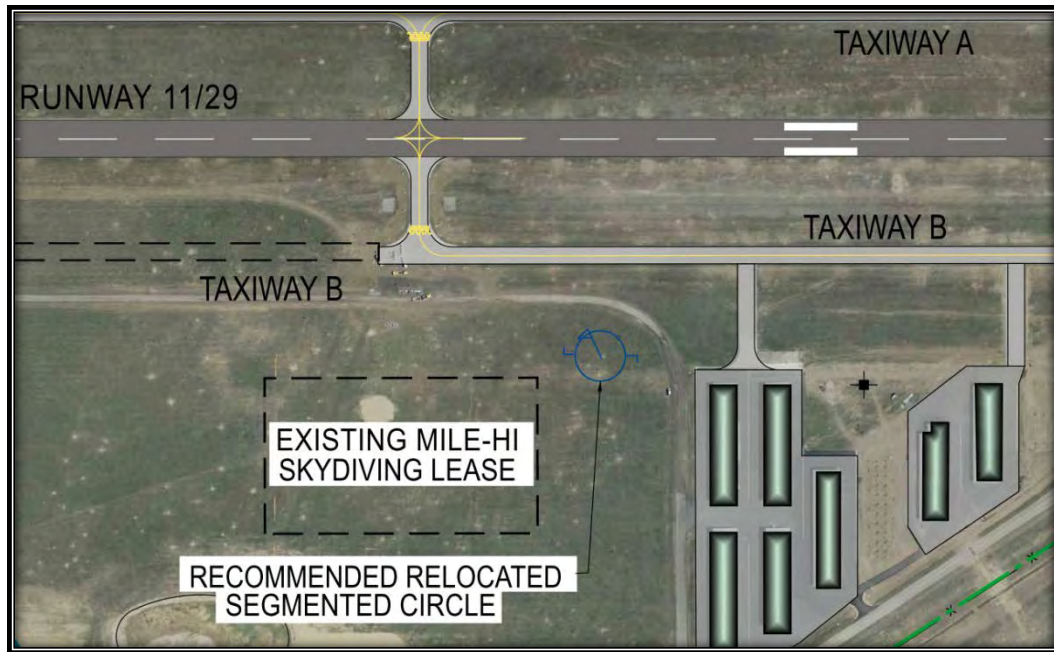 TAXIWAY A
RUNWAY 11/29
TAXIWAY B
TAXIWAY B
EXISTING MILE-HI
SKYDIVING LEASE
RECOMMENDED RELOCATED
SEGMENTED CIRCLE